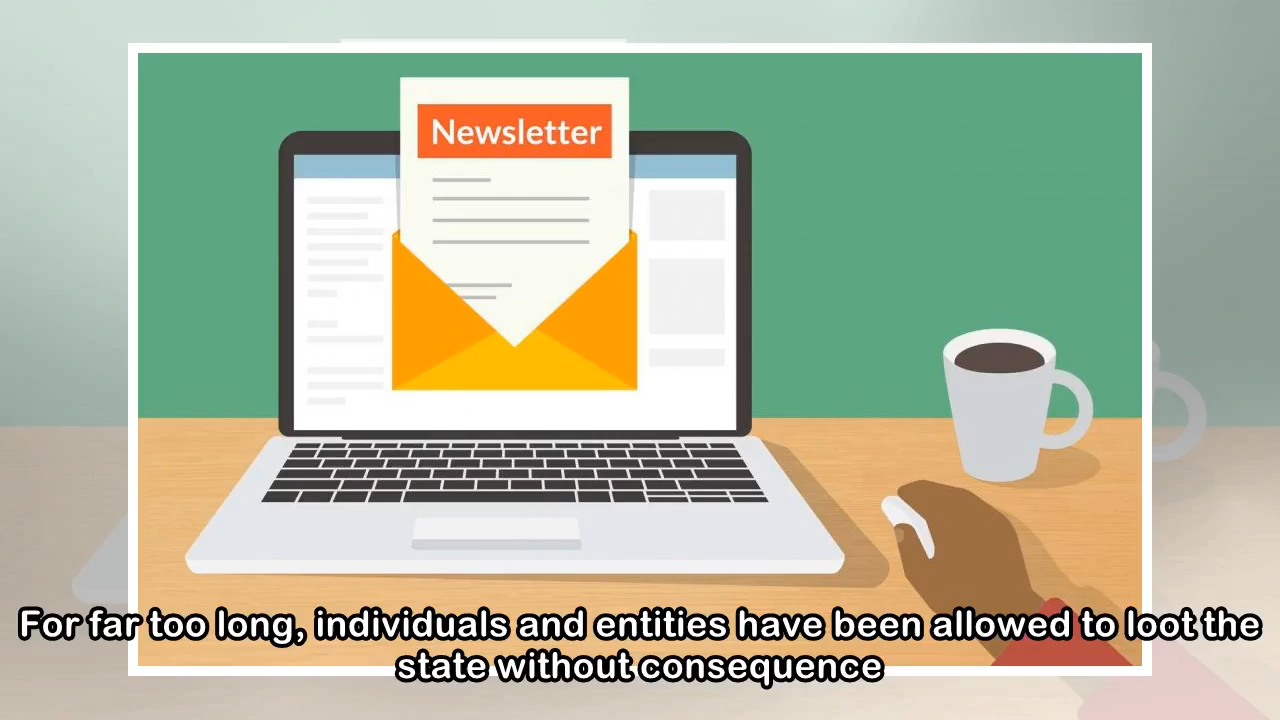 Newsletter
For far too long, individuals and entities have been allowed to loot the
state without consequence